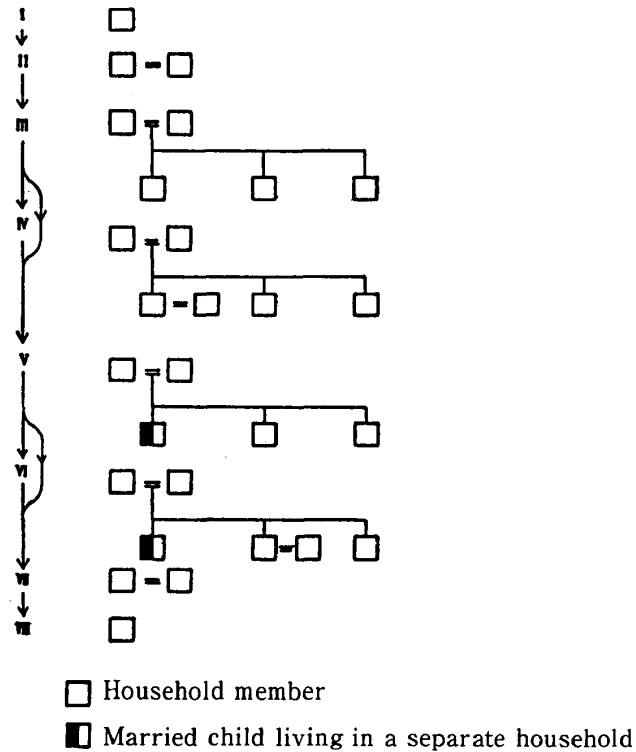 I
II
III
IV
V
VI
VII
VIII
Household member
Married child living in a separate household